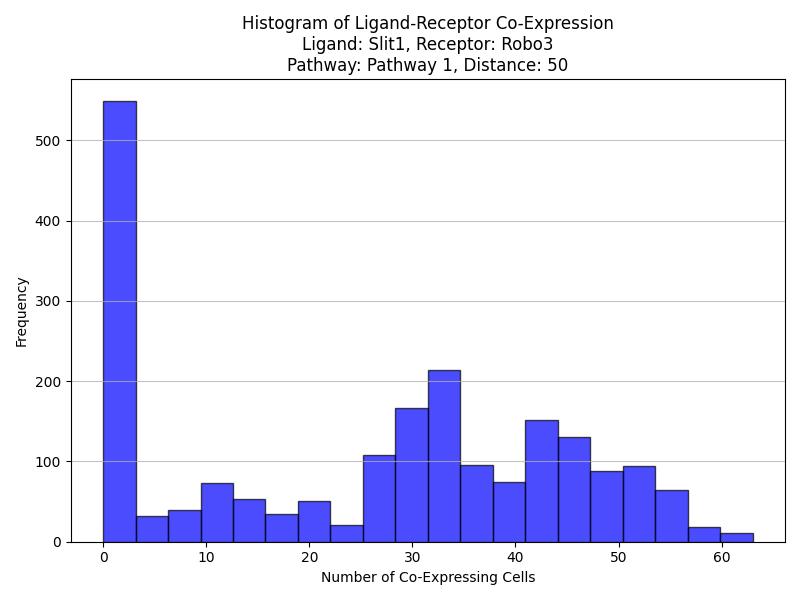 Histogram of Ligand-Receptor Co-Expression
Ligand: Slit1, Receptor: Robo3
Pathway: Pathway 1, Distance: 50
500
400
300
200
100
0
Frequency
0 10 20 30 40 50 60
Number of Co-Expressing Cells